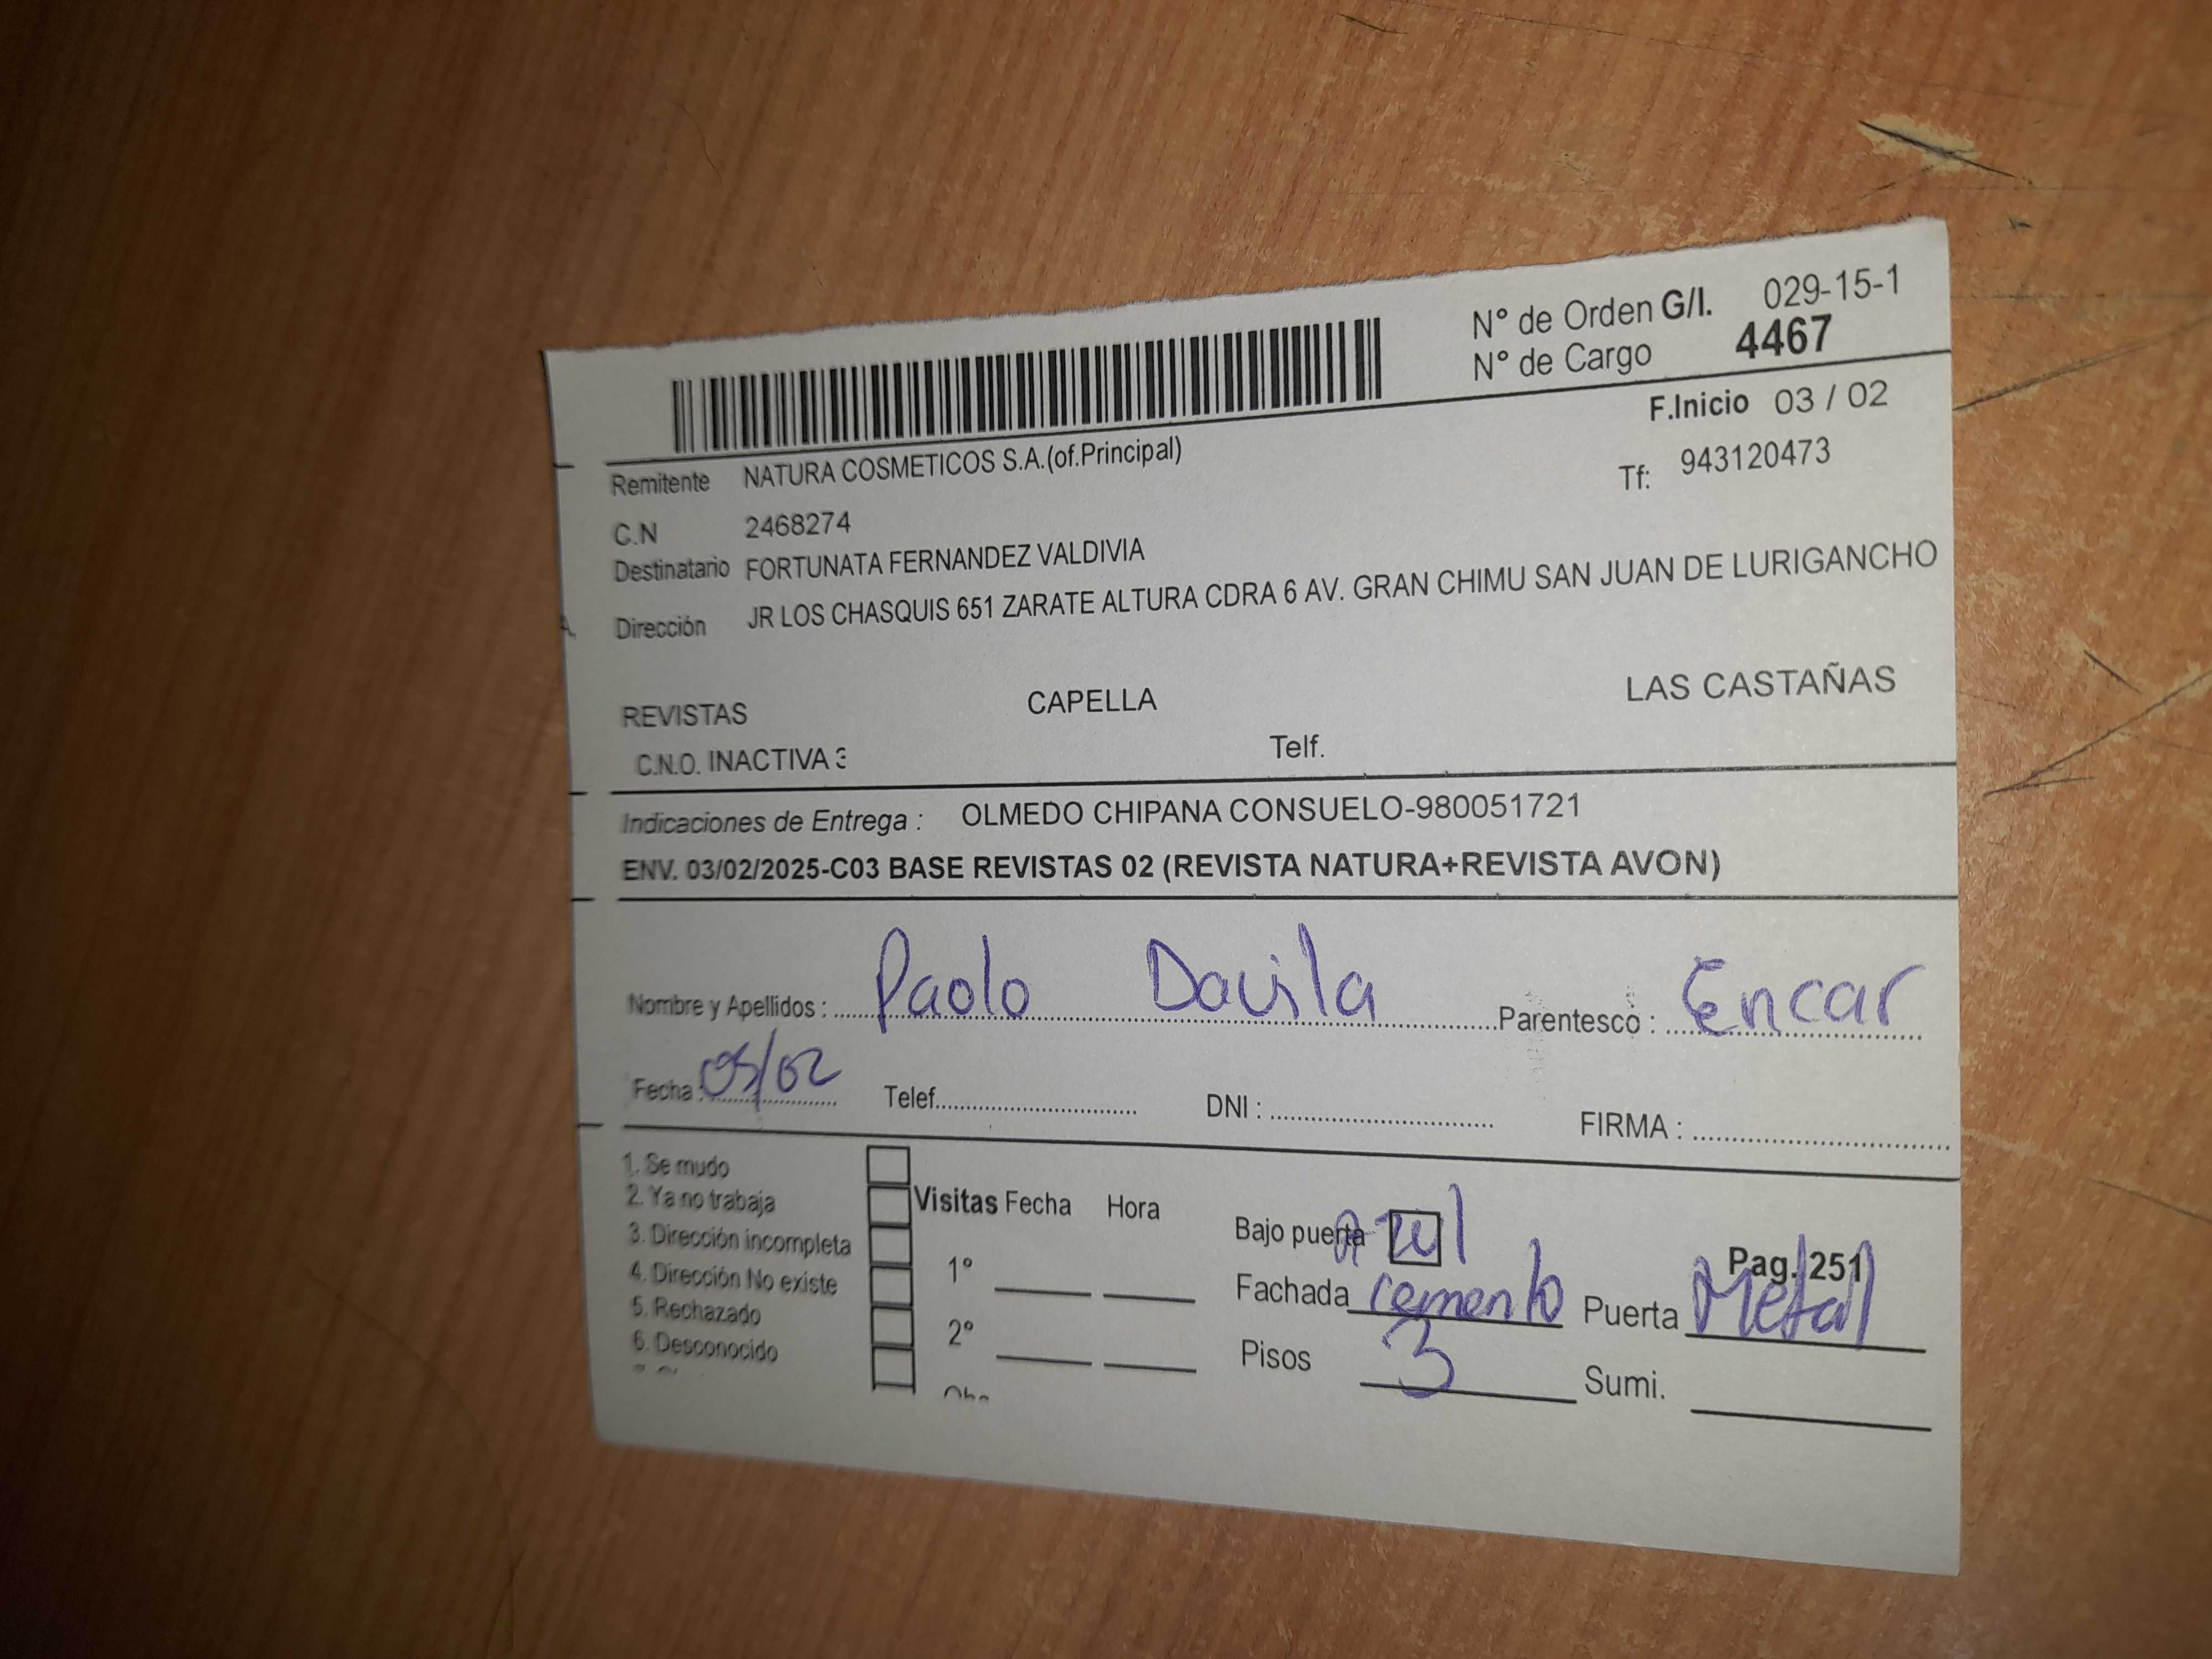 N° de Orden G/I. 029-15-1
N° de Cargo 4467
F.Inicio 03 / 02
Remitente NATURA COSMETICOS S.A.(of.Principal)
Tf: 943120473
C.N 2468274
Destinatario FORTUNATA FERNANDEZ VALDIVIA
Dirección JR LOS CHASQUIS 651 ZARATE ALTURA CDRA 6 AV. GRAN CHIMU SAN JUAN DE LURIGANCHO
REVISTAS CAPELLA LAS CASTAÑAS
C.N.O. INACTIVA 3 Telf.
Indicaciones de Entrega : OLMEDO CHIPANA CONSUELO-980051721
ENV. 03/02/2025-C03 BASE REVISTAS 02 (REVISTA NATURA+REVISTA AVON)
Nombre y Apellidos : Paolo Davila Parentesco : Encar
Fecha : 05/02 Telef. DNI : FIRMA :
1. Se mudo
2. Ya no trabaja
3. Dirección incompleta
4. Dirección No existe
5. Rechazado
6. Desconocido
Visitas Fecha Hora
1°
2°
Bajo puerta azul
Pag. 251
Fachada cemento Puerta Metal
Pisos 3 Sumi.